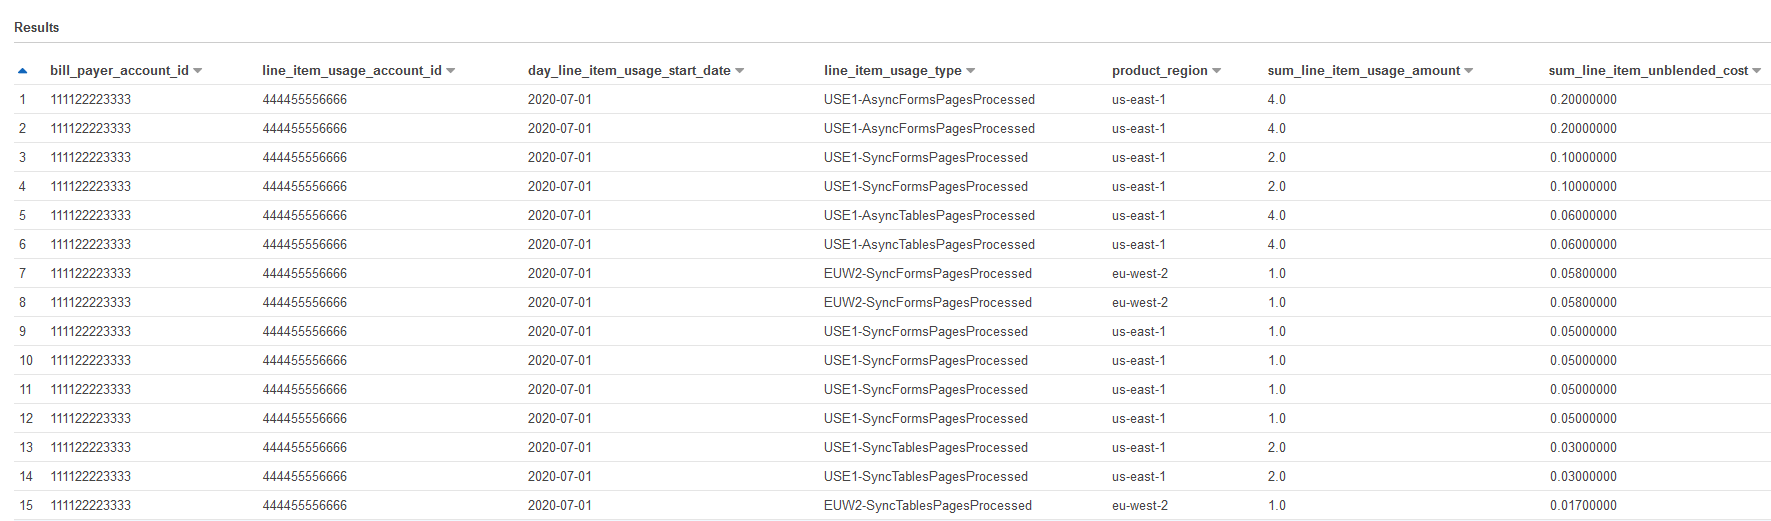 Results
bill_payer_account_id line_item_usage_account_id day_line_item_usage_start_date line_item_usage_type product_region sum_line_item_usage_amount sum_line_item_unblended_cost
1 111122223333 444455556666 2020-07-01 USE1-AsyncFormsPagesProcessed us-east-1 4.0 0.20000000
2 111122223333 444455556666 2020-07-01 USE1-AsyncFormsPagesProcessed us-east-1 4.0 0.20000000
3 111122223333 444455556666 2020-07-01 USE1-SyncFormsPagesProcessed us-east-1 2.0 0.10000000
4 111122223333 444455556666 2020-07-01 USE1-SyncFormsPagesProcessed us-east-1 2.0 0.10000000
5 111122223333 444455556666 2020-07-01 USE1-AsyncTablesPagesProcessed us-east-1 4.0 0.06000000
6 111122223333 444455556666 2020-07-01 USE1-AsyncTablesPagesProcessed us-east-1 4.0 0.06000000
7 111122223333 444455556666 2020-07-01 EUW2-SyncFormsPagesProcessed eu-west-2 1.0 0.05800000
8 111122223333 444455556666 2020-07-01 EUW2-SyncFormsPagesProcessed eu-west-2 1.0 0.05800000
9 111122223333 444455556666 2020-07-01 USE1-SyncFormsPagesProcessed us-east-1 1.0 0.05000000
10 111122223333 444455556666 2020-07-01 USE1-SyncFormsPagesProcessed us-east-1 1.0 0.05000000
11 111122223333 444455556666 2020-07-01 USE1-SyncFormsPagesProcessed us-east-1 1.0 0.05000000
12 111122223333 444455556666 2020-07-01 USE1-SyncFormsPagesProcessed us-east-1 1.0 0.05000000
13 111122223333 444455556666 2020-07-01 USE1-SyncTablesPagesProcessed us-east-1 2.0 0.03000000
14 111122223333 444455556666 2020-07-01 USE1-SyncTablesPagesProcessed us-east-1 2.0 0.03000000
15 111122223333 444455556666 2020-07-01 EUW2-SyncTablesPagesProcessed eu-west-2 1.0 0.01700000